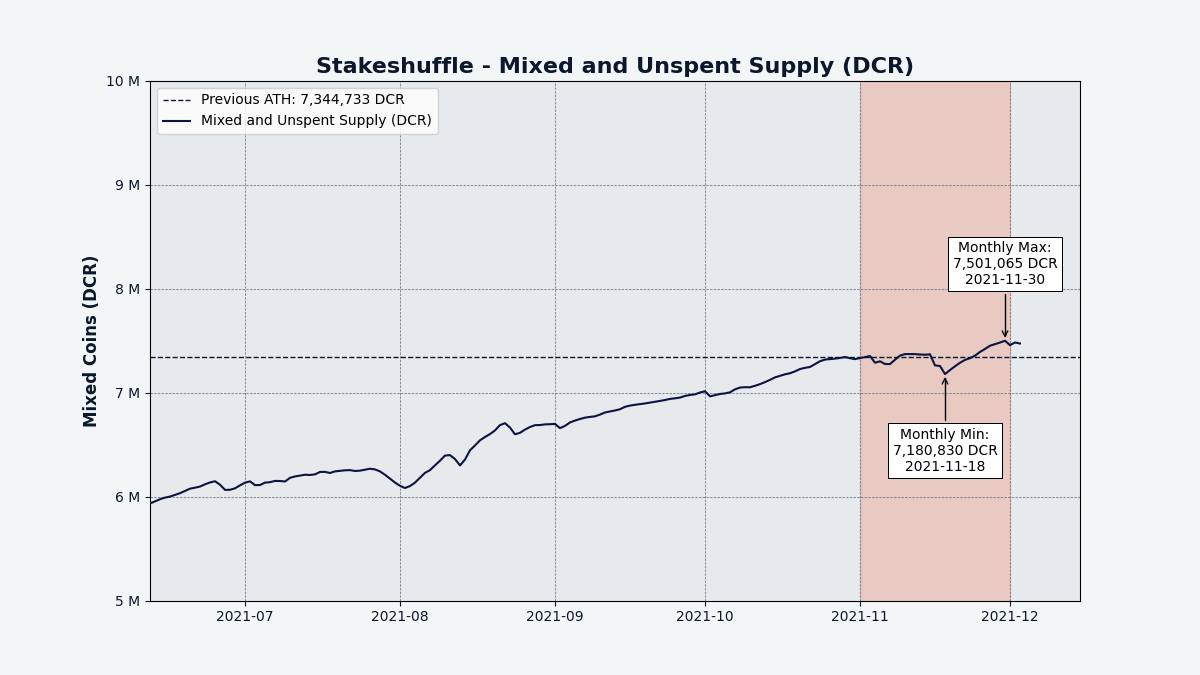 Stakeshuffle - Mixed and Unspent Supply (DCR)
Previous ATH: 7,344,733 DCR
Mixed and Unspent Supply (DCR)
Mixed Coins (DCR)
10 M
9 M
8 M
7 M
6 M
5 M
Monthly Max:
7,501,065 DCR
2021-11-30
Monthly Min:
7,180,830 DCR
2021-11-18
2021-07
2021-08
2021-09
2021-10
2021-11
2021-12